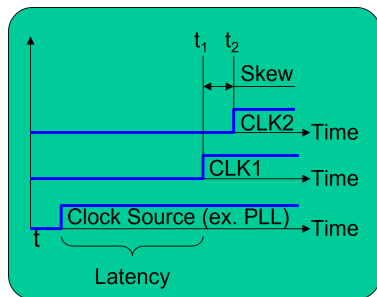 t1 t2
Skew
CLK2 Time
CLK1 Time
Clock Source (ex. PLL) Time
t
Latency